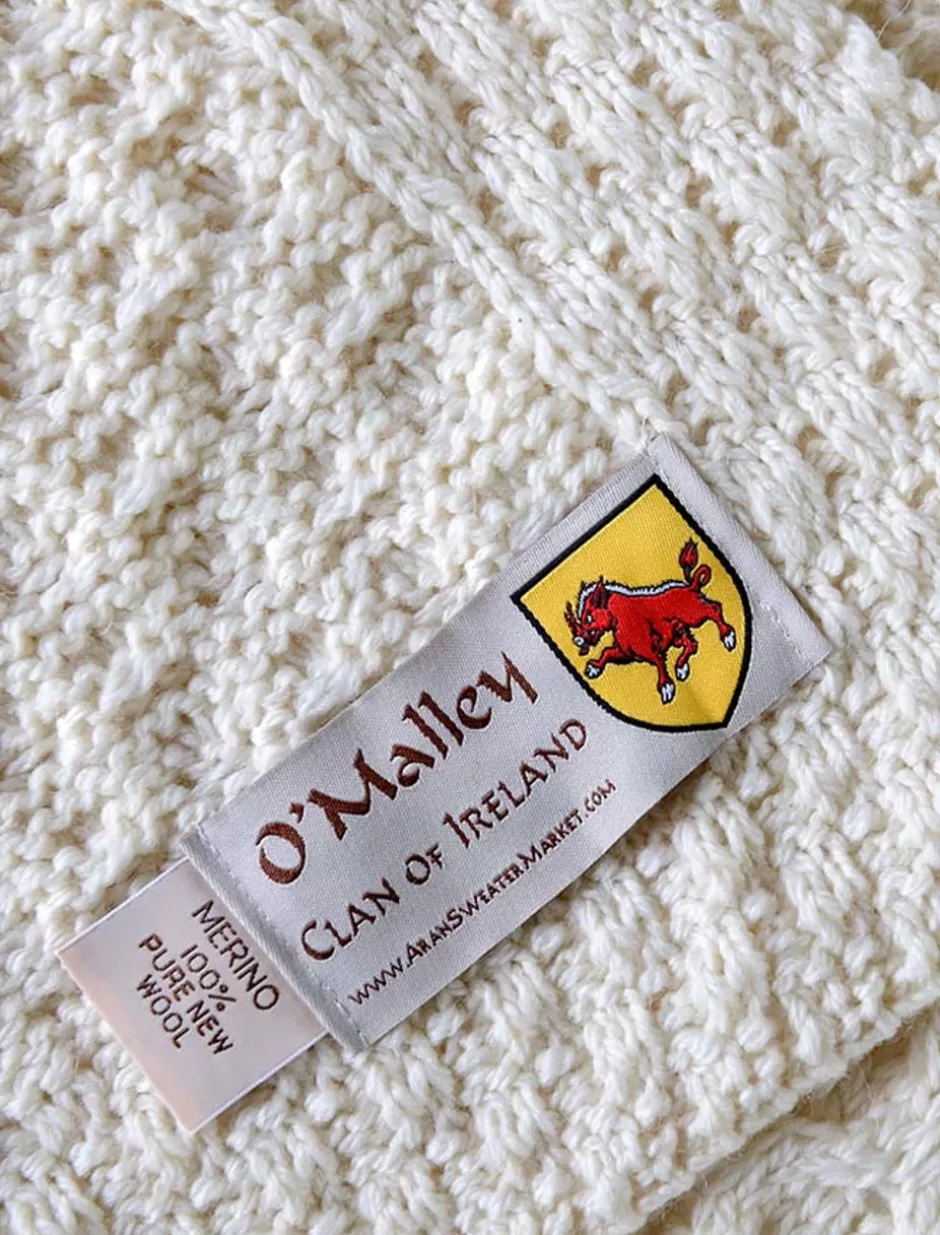 O'Malley
Clan Of Ireland
www.AranSweaterMarket.com
MERINO
100%
PURE NEW
WOOL